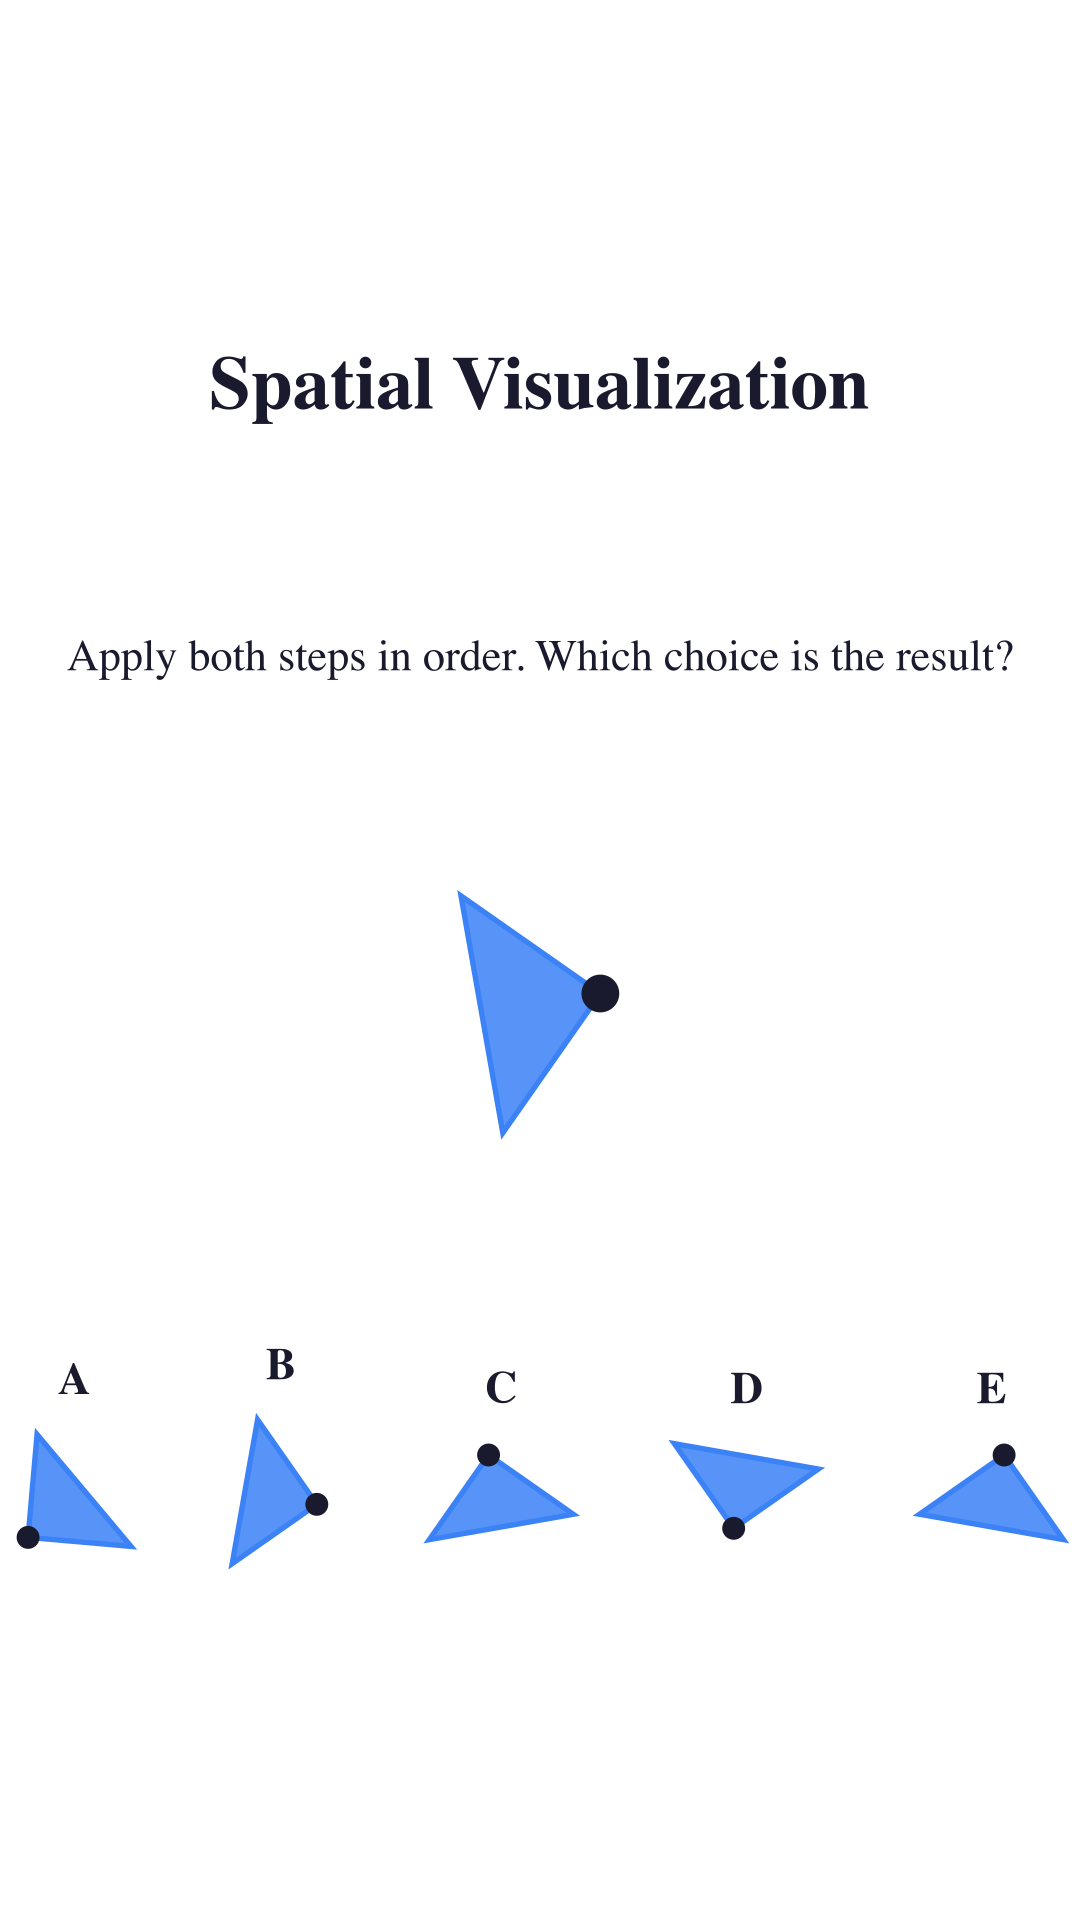 Spatial Visualization
Apply both steps in order. Which choice is the result?
A
B
C
D
E